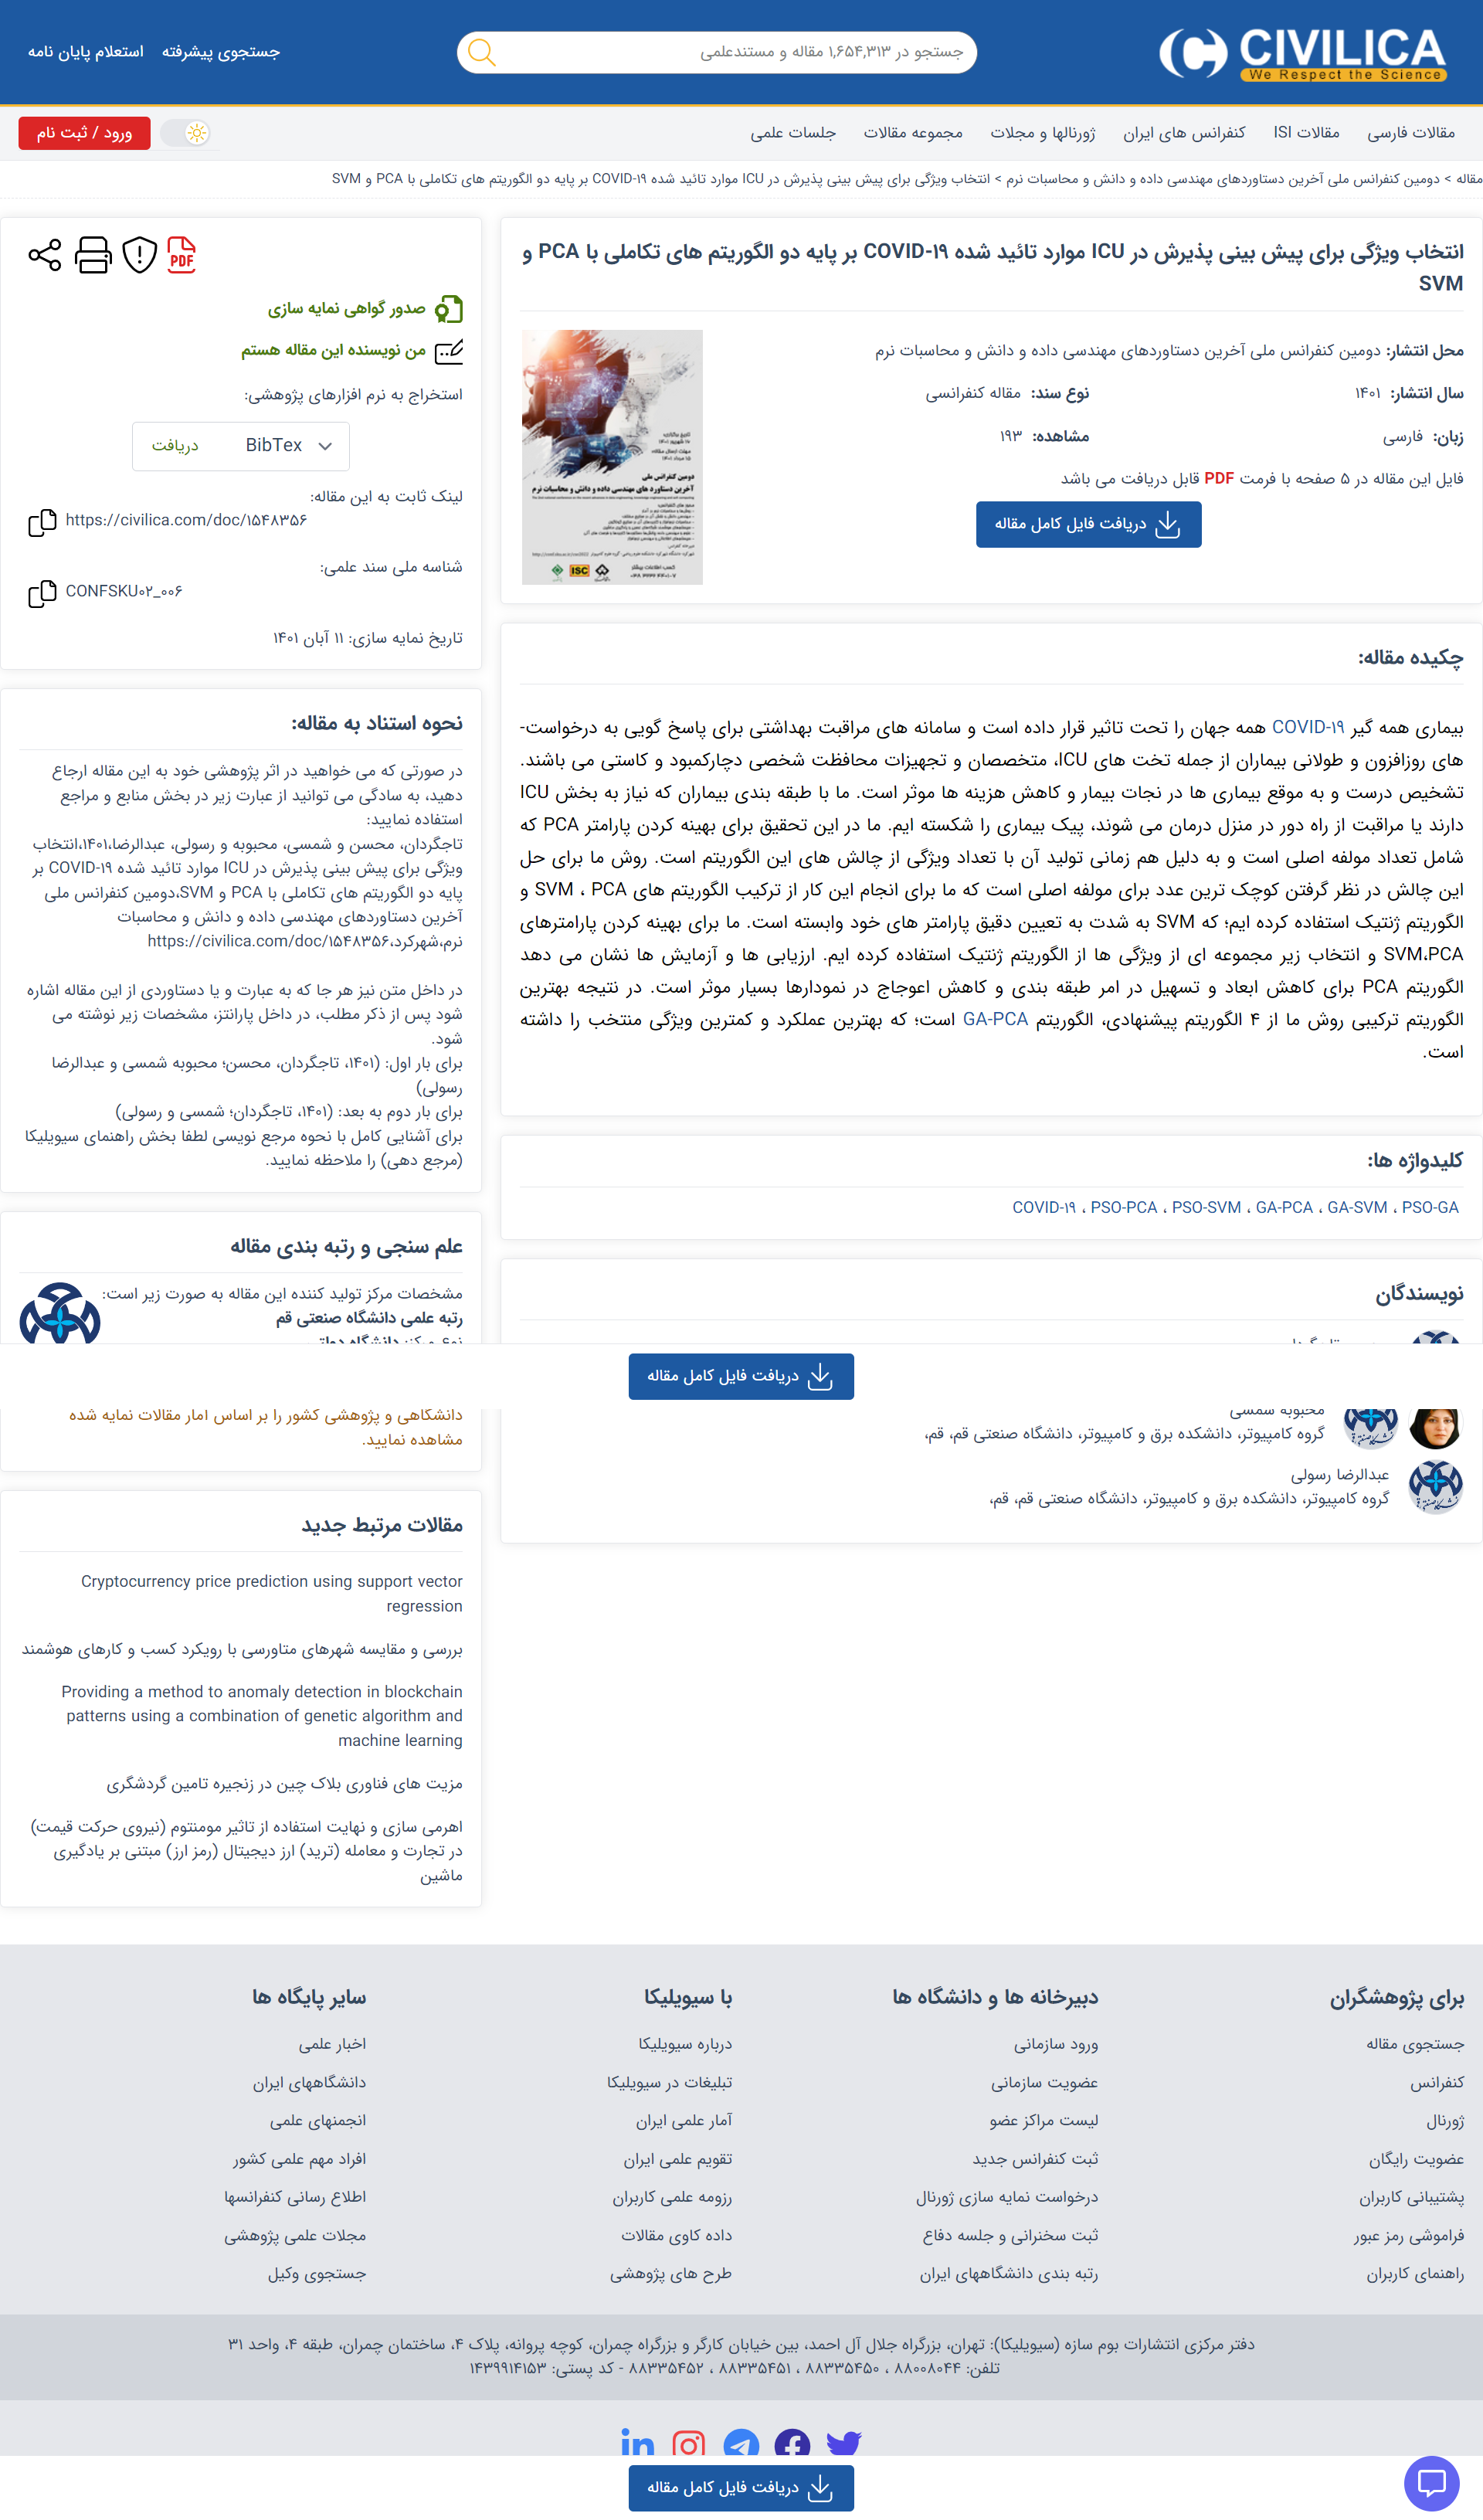 CIVILICA
We Respect the Science
جستجو در ۱,۶۵۴,۳۱۳ مقاله و مستندعلمی
جستجوی پیشرفته
استعلام پایان نامه
مقالات فارسی
مقالات ISI
کنفرانس های ایران
ژورنالها و مجلات
مجموعه مقالات
جلسات علمی
ورود / ثبت نام
مقاله > دومین کنفرانس ملی آخرین دستاوردهای مهندسی داده و دانش و محاسبات نرم > انتخاب ویژگی برای پیش بینی پذیرش در ICU موارد تائید شده COVID-۱۹ بر پایه دو الگوریتم های تکاملی با PCA و SVM
انتخاب ویژگی برای پیش بینی پذیرش در ICU موارد تائید شده COVID-۱۹ بر پایه دو الگوریتم های تکاملی با PCA و
SVM
محل انتشار: دومین کنفرانس ملی آخرین دستاوردهای مهندسی داده و دانش و محاسبات نرم
سال انتشار: ۱۴۰۱
نوع سند: مقاله کنفرانسی
زبان: فارسی
مشاهده: ۱۹۳
فایل این مقاله در ۵ صفحه با فرمت PDF قابل دریافت می باشد
دریافت فایل کامل مقاله
دومین کنفرانس ملی
آخرین دستاورد های مهندسی داده و دانش و محاسبات نرم
ISC
چکیده مقاله:
بیماری همه گیر COVID-۱۹ همه جهان را تحت تاثیر قرار داده است و سامانه های مراقبت بهداشتی برای پاسخ گویی به درخواست-
های روزافزون و طولانی بیماران از جمله تخت های ICU، متخصصان و تجهیزات محافظت شخصی دچارکمبود و کاستی می باشند.
تشخیص درست و به موقع بیماری ها در نجات بیمار و کاهش هزینه ها موثر است. ما با طبقه بندی بیماران که نیاز به بخش ICU
دارند یا مراقبت از راه دور در منزل درمان می شوند، پیک بیماری را شکسته ایم. ما در این تحقیق برای بهینه کردن پارامتر PCA که
شامل تعداد مولفه اصلی است و به دلیل هم زمانی تولید آن با تعداد ویژگی از چالش های این الگوریتم است. روش ما برای حل
این چالش در نظر گرفتن کوچک ترین عدد برای مولفه اصلی است که ما برای انجام این کار از ترکیب الگوریتم های SVM ، PCA و
الگوریتم ژنتیک استفاده کرده ایم؛ که SVM به شدت به تعیین دقیق پارامتر های خود وابسته است. ما برای بهینه کردن پارامترهای
SVM،PCA و انتخاب زیر مجموعه ای از ویژگی ها از الگوریتم ژنتیک استفاده کرده ایم. ارزیابی ها و آزمایش ها نشان می دهد
الگوریتم PCA برای کاهش ابعاد و تسهیل در امر طبقه بندی و کاهش اعوجاج در نمودارها بسیار موثر است. در نتیجه بهترین
الگوریتم ترکیبی روش ما از ۴ الگوریتم پیشنهادی، الگوریتم GA-PCA است؛ که بهترین عملکرد و کمترین ویژگی منتخب را داشته
است.
کلیدواژه ها:
COVID-۱۹ ، PSO-PCA ، PSO-SVM ، GA-PCA ، GA-SVM ، PSO-GA
نویسندگان
محبوبه شمسی
گروه کامپیوتر، دانشکده برق و کامپیوتر، دانشگاه صنعتی قم، قم،
عبدالرضا رسولی
گروه کامپیوتر، دانشکده برق و کامپیوتر، دانشگاه صنعتی قم، قم،
PDF
صدور گواهی نمایه سازی
من نویسنده این مقاله هستم
استخراج به نرم افزارهای پژوهشی:
BibTex
دریافت
لینک ثابت به این مقاله:
https://civilica.com/doc/۱۵۴۸۳۵۶
شناسه ملی سند علمی:
CONFSKU۰۲_۰۰۶
تاریخ نمایه سازی: ۱۱ آبان ۱۴۰۱
نحوه استناد به مقاله:
در صورتی که می خواهید در اثر پژوهشی خود به این مقاله ارجاع
دهید، به سادگی می توانید از عبارت زیر در بخش منابع و مراجع
استفاده نمایید:
تاجگردان، محسن و شمسی، محبوبه و رسولی، عبدالرضا،۱۴۰۱،انتخاب
ویژگی برای پیش بینی پذیرش در ICU موارد تائید شده COVID-۱۹ بر
پایه دو الگوریتم های تکاملی با PCA و SVM،دومین کنفرانس ملی
آخرین دستاوردهای مهندسی داده و دانش و محاسبات
نرم،شهرکرد،https://civilica.com/doc/۱۵۴۸۳۵۶
در داخل متن نیز هر جا که به عبارت و یا دستاوردی از این مقاله اشاره
شود پس از ذکر مطلب، در داخل پارانتز، مشخصات زیر نوشته می
شود.
برای بار اول: (۱۴۰۱، تاجگردان، محسن؛ محبوبه شمسی و عبدالرضا
رسولی)
برای بار دوم به بعد: (۱۴۰۱، تاجگردان؛ شمسی و رسولی)
برای آشنایی کامل با نحوه مرجع نویسی لطفا بخش راهنمای سیویلیکا
(مرجع دهی) را ملاحظه نمایید.
علم سنجی و رتبه بندی مقاله
مشخصات مرکز تولید کننده این مقاله به صورت زیر است:
رتبه علمی دانشگاه صنعتی قم
دریافت فایل کامل مقاله
دانشگاهی و پژوهشی کشور را بر اساس آمار مقالات نمایه شده
مشاهده نمایید.
مقالات مرتبط جدید
Cryptocurrency price prediction using support vector
regression
بررسی و مقایسه شهرهای متاورسی با رویکرد کسب و کارهای هوشمند
Providing a method to anomaly detection in blockchain
patterns using a combination of genetic algorithm and
machine learning
مزیت های فناوری بلاک چین در زنجیره تامین گردشگری
اهرمی سازی و نهایت استفاده از تاثیر مومنتوم (نیروی حرکت قیمت)
در تجارت و معامله (ترید) ارز دیجیتال (رمز ارز) مبتنی بر یادگیری
ماشین
برای پژوهشگران
جستجوی مقاله
کنفرانس
ژورنال
عضویت رایگان
پشتیبانی کاربران
فراموشی رمز عبور
راهنمای کاربران
دبیرخانه ها و دانشگاه ها
ورود سازمانی
عضویت سازمانی
لیست مراکز عضو
ثبت کنفرانس جدید
درخواست نمایه سازی ژورنال
ثبت سخنرانی و جلسه دفاع
رتبه بندی دانشگاههای ایران
با سیویلیکا
درباره سیویلیکا
تبلیغات در سیویلیکا
آمار علمی ایران
تقویم علمی ایران
رزومه علمی کاربران
داده کاوی مقالات
طرح های پژوهشی
سایر پایگاه ها
اخبار علمی
دانشگاههای ایران
انجمنهای علمی
افراد مهم علمی کشور
اطلاع رسانی کنفرانسها
مجلات علمی پژوهشی
جستجوی وکیل
دفتر مرکزی انتشارات بوم سازه (سیویلیکا): تهران، بزرگراه جلال آل احمد، بین خیابان کارگر و بزرگراه چمران، کوچه پروانه، پلاک ۴، ساختمان چمران، طبقه ۴، واحد ۳۱
تلفن: ۸۸۰۰۸۰۴۴ ، ۸۸۳۳۵۴۵۰ ، ۸۸۳۳۵۴۵۱ ، ۸۸۳۳۵۴۵۲ - کد پستی: ۱۴۳۹۹۱۴۱۵۳
دریافت فایل کامل مقاله